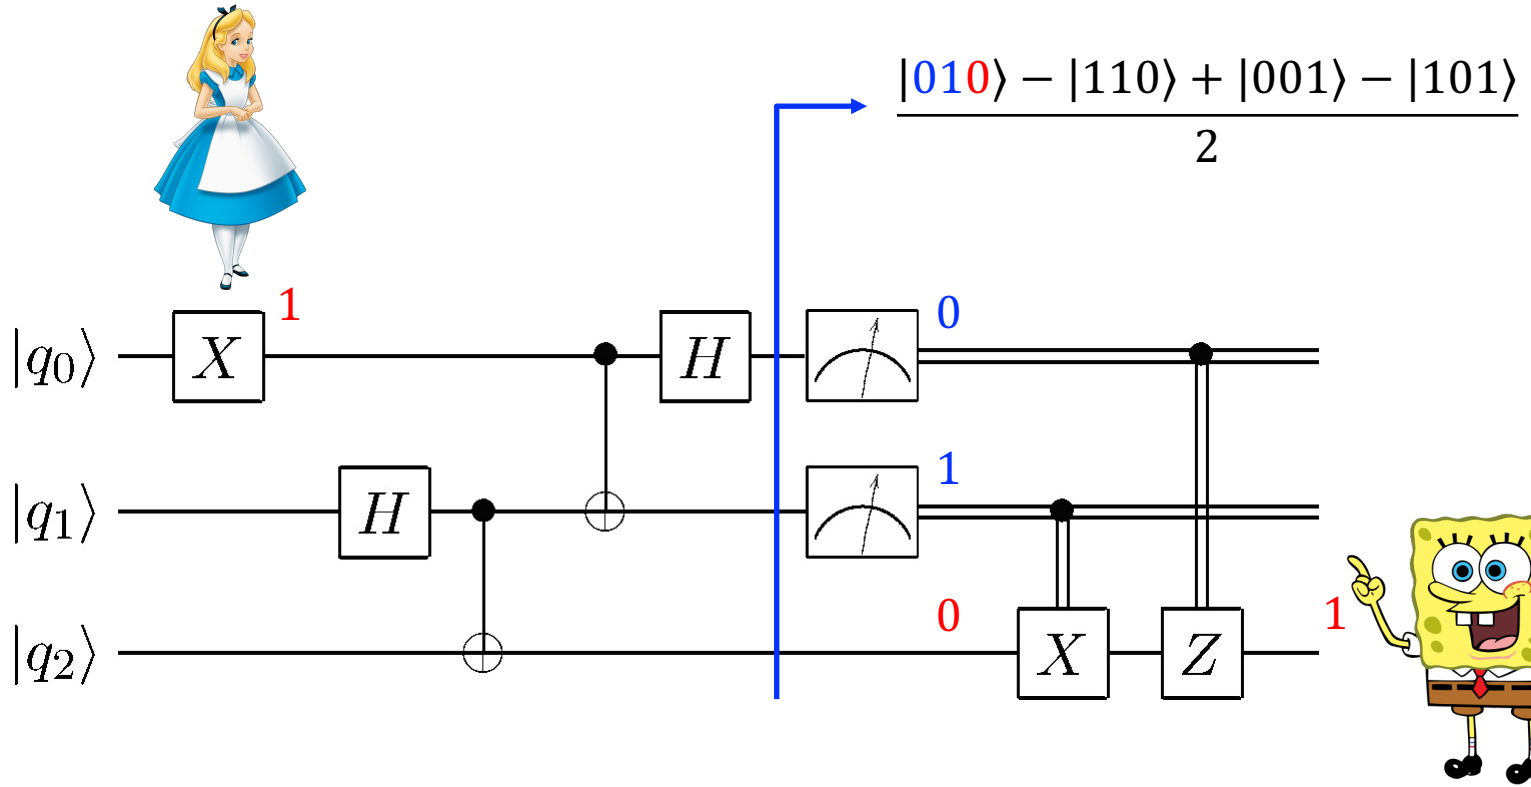 |010⟩ − |110⟩ + |001⟩ − |101⟩
2
1
|q₀⟩ X H 0
|q₁⟩ H 1
0 1
|q₂⟩ X Z